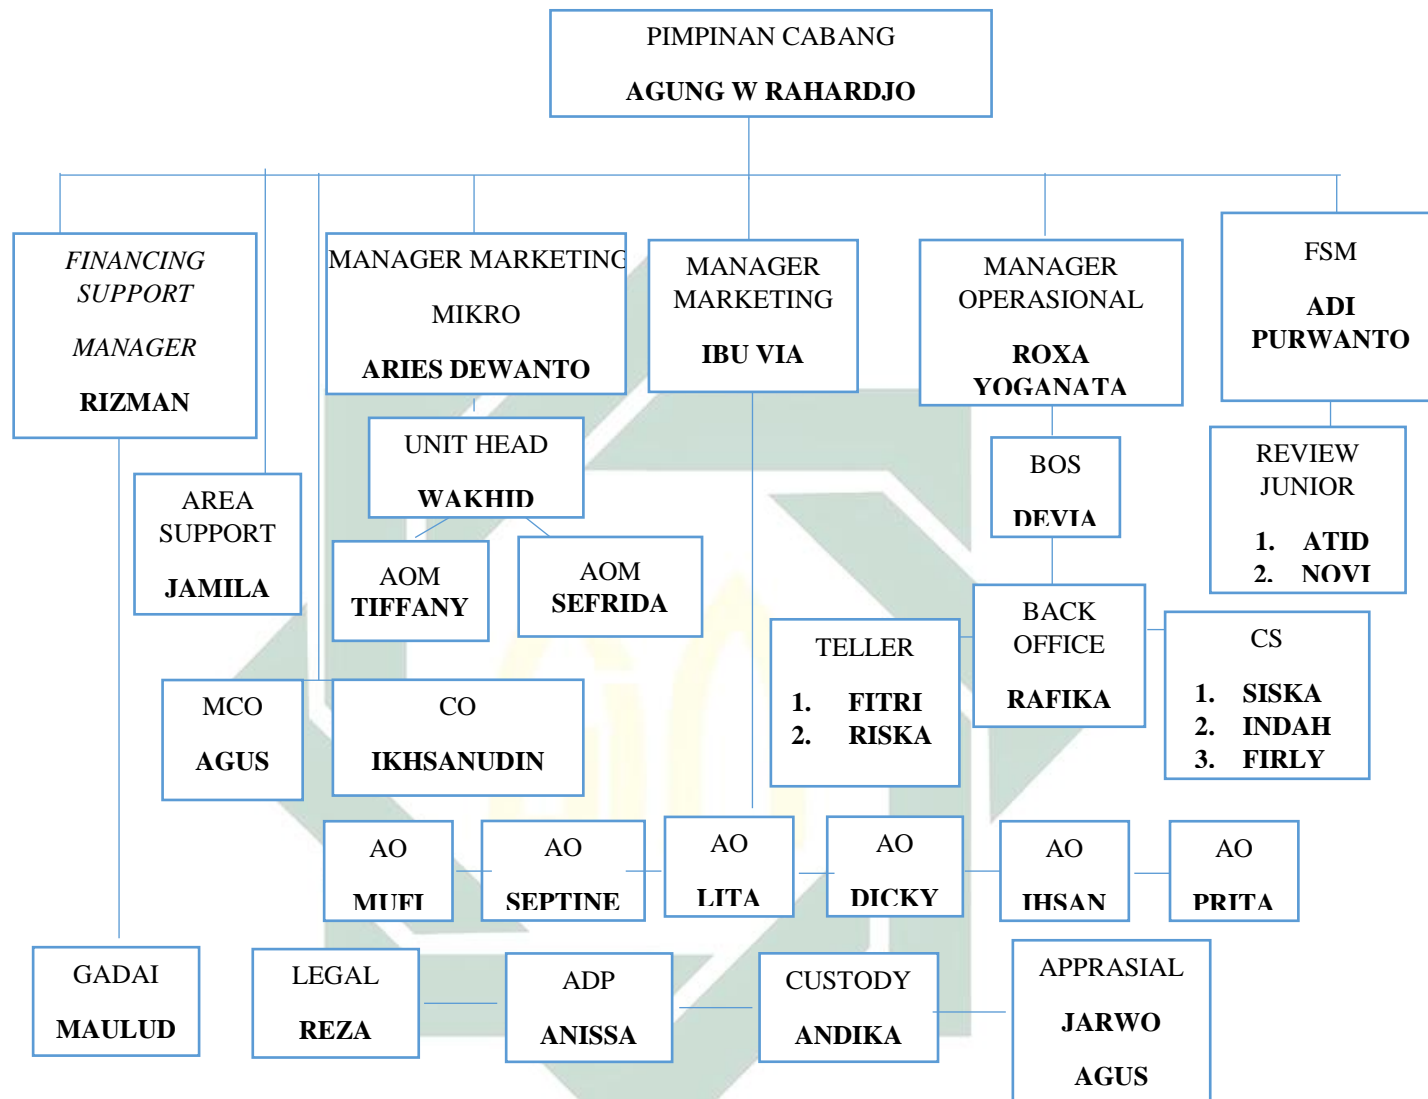 PIMPINAN CABANG
AGUNG W RAHARDJO
FINANCING
SUPPORT
MANAGER
RIZMAN
MANAGER MARKETING
MIKRO
ARIES DEWANTO
MANAGER
MARKETING
IBU VIA
MANAGER
OPERASIONAL
ROXA
YOGANATA
FSM
ADI
PURWANTO
UNIT HEAD
WAKHID
BOS
DEVIA
REVIEW
JUNIOR
1. ATID
2. NOVI
AREA
SUPPORT
JAMILA
AOM
TIFFANY
AOM
SEFRIDA
TELLER
1. FITRI
2. RISKA
BACK
OFFICE
RAFIKA
CS
1. SISKA
2. INDAH
3. FIRLY
MCO
AGUS
CO
IKHSANUDIN
AO
MUFI
AO
SEPTINE
AO
LITA
AO
DICKY
AO
IHSAN
AO
PRITA
GADAI
MAULUD
LEGAL
REZA
ADP
ANISSA
CUSTODY
ANDIKA
APPRASIAL
JARWO
AGUS